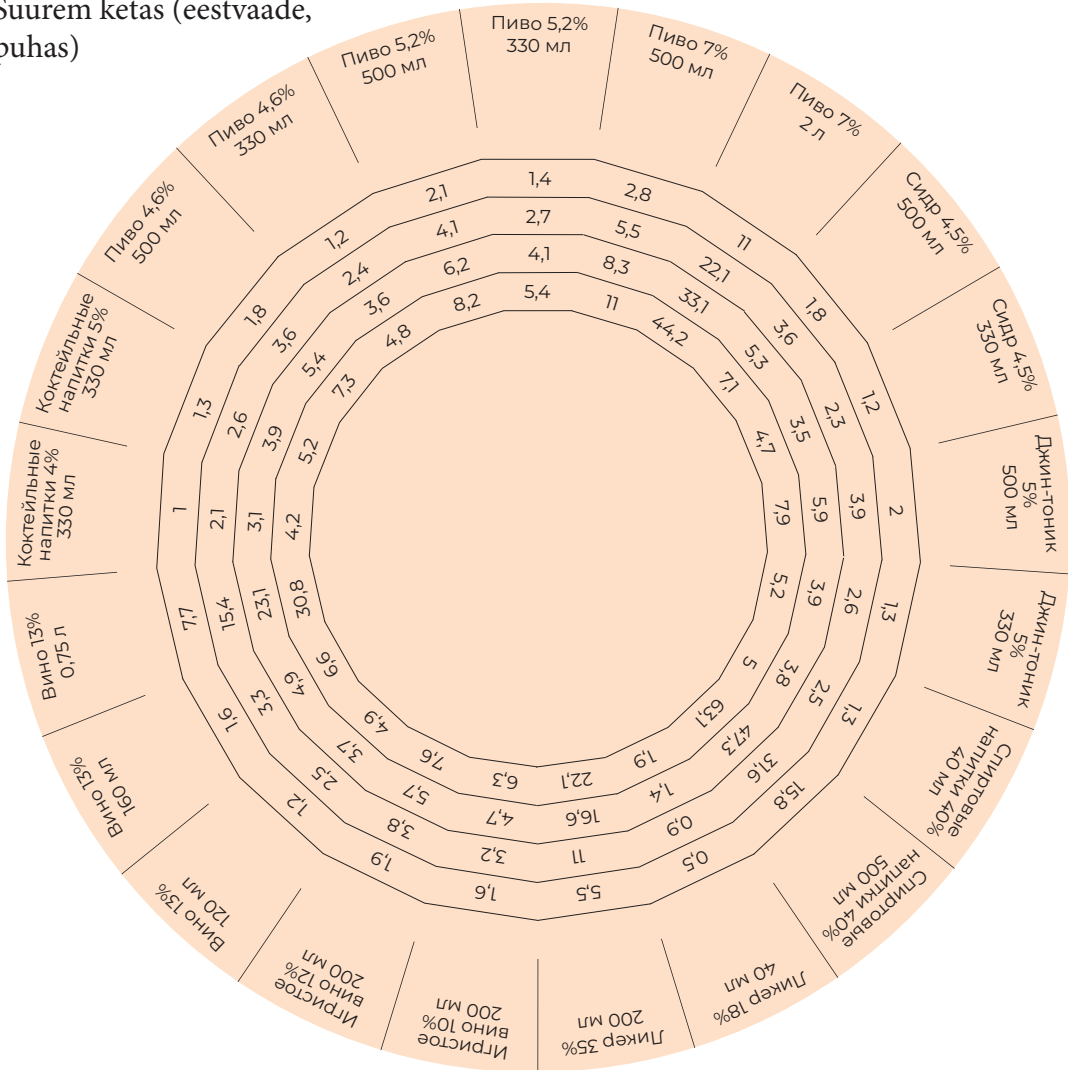 Suurem ketas (eestvaade,
puhas)
Пиво 5,2%
330 мл
Пиво 7%
500 мл
Пиво 7%
2 л
Сидр 4,5%
500 мл
Сидр 4,5%
330 мл
Джин-тоник
5%
500 мл
Джин-тоник
5%
330 мл
Спиртовые
напитки 40%
40 мл
Спиртовые
напитки 40%
500 мл
Ликер 18%
40 мл
Ликер 35%
200 мл
Игристое
вино 10%
200 мл
Игристое
вино 12%
200 мл
Вино 13%
120 мл
Вино 13%
160 мл
Вино 13%
0,75 л
Коктейльные
напитки 4%
330 мл
Коктейльные
напитки 5%
330 мл
Пиво 4,6%
500 мл
Пиво 4,6%
330 мл
Пиво 5,2%
500 мл
1,4 2,8 11 1,8 1,2 2 1,3 1,3 15,8 0,5 5,5 1,6 1,9 1,2 1,6 7,7 1 1,3 1,8 1,2 2,1
2,7 5,5 22,1 3,6 2,3 3,9 2,6 2,5 31,6 0,9 11 3,2 3,8 2,5 3,3 15,4 2,1 2,6 3,6 2,4 4,1
4,1 8,3 33,1 5,3 3,5 5,9 3,9 3,8 47,3 1,4 16,6 4,7 5,7 3,7 4,9 23,1 3,1 3,9 5,4 3,6 6,2
5,4 11 44,2 7,1 4,7 7,9 5,2 5 63,1 1,9 22,1 6,3 7,6 4,9 6,6 30,8 4,2 5,2 7,3 4,8 8,2